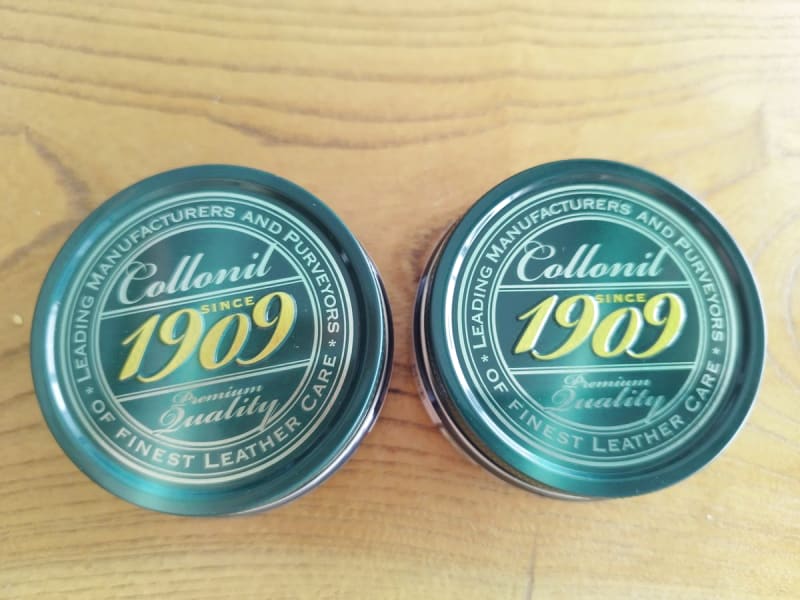 LEADING MANUFACTURERS AND PURVEYORS
Collonil
SINCE
1909
Premium
Quality
* OF FINEST LEATHER CARE *
LEADING MANUFACTURERS AND PURVEYORS
Collonil
SINCE
1909
Premium
Quality
* OF FINEST LEATHER CARE *